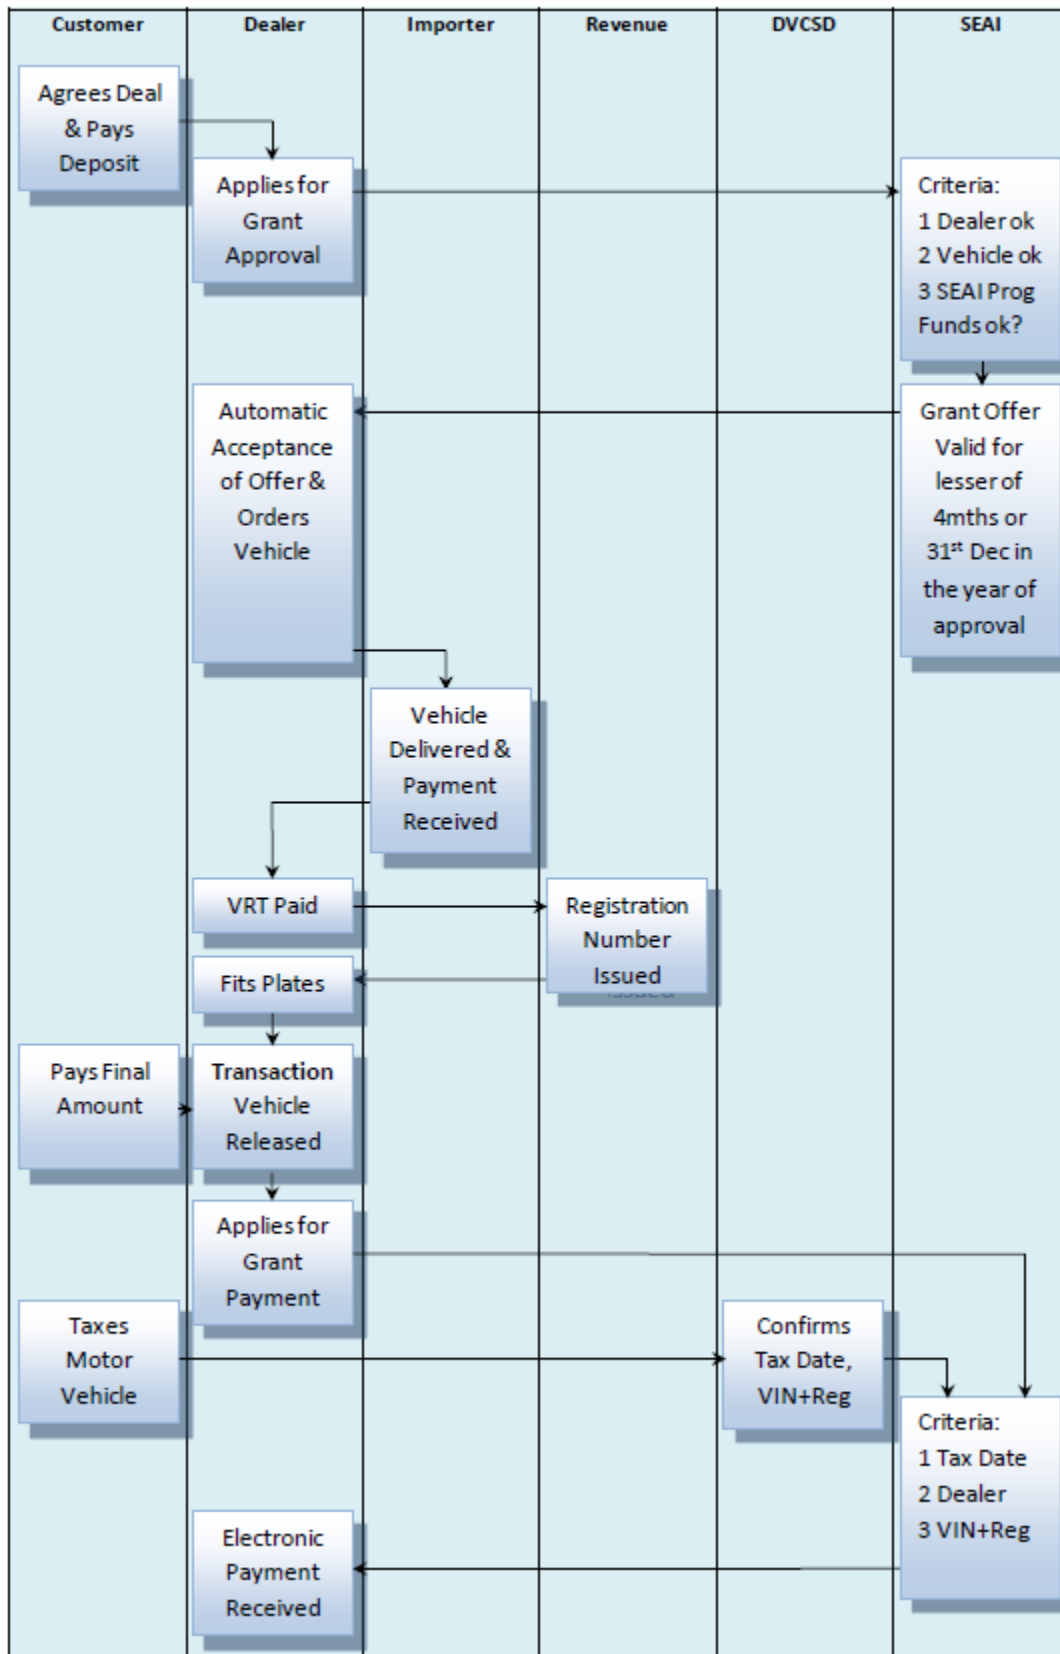 Customer Dealer Importer Revenue DVCSD SEAI
Agrees Deal
& Pays
Deposit
Applies for
Grant
Approval
Criteria:
1 Dealer ok
2 Vehicle ok
3 SEAI Prog
Funds ok?
Automatic
Acceptance
of Offer &
Orders
Vehicle
Grant Offer
Valid for
lesser of
4mths or
31st Dec in
the year of
approval
Vehicle
Delivered &
Payment
Received
VRT Paid
Registration
Number
Issued
Fits Plates
Pays Final
Amount
Transaction
Vehicle
Released
Applies for
Grant
Payment
Taxes
Motor
Vehicle
Confirms
Tax Date,
VIN+Reg
Criteria:
1 Tax Date
2 Dealer
3 VIN+Reg
Electronic
Payment
Received